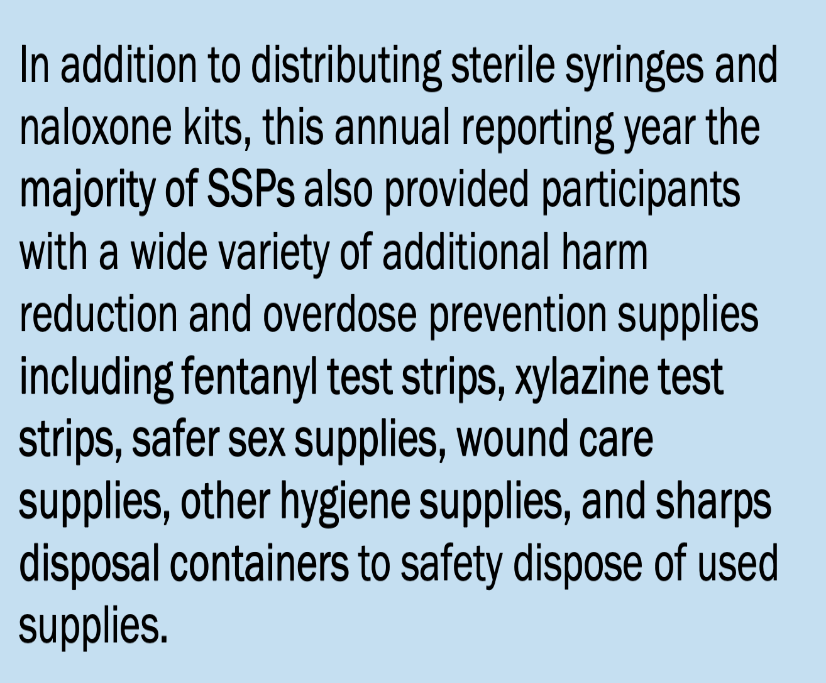 In addition to distributing sterile syringes and
naloxone kits, this annual reporting year the
majority of SSPs also provided participants
with a wide variety of additional harm
reduction and overdose prevention supplies
including fentanyl test strips, xylazine test
strips, safer sex supplies, wound care
supplies, other hygiene supplies, and sharps
disposal containers to safety dispose of used
supplies.